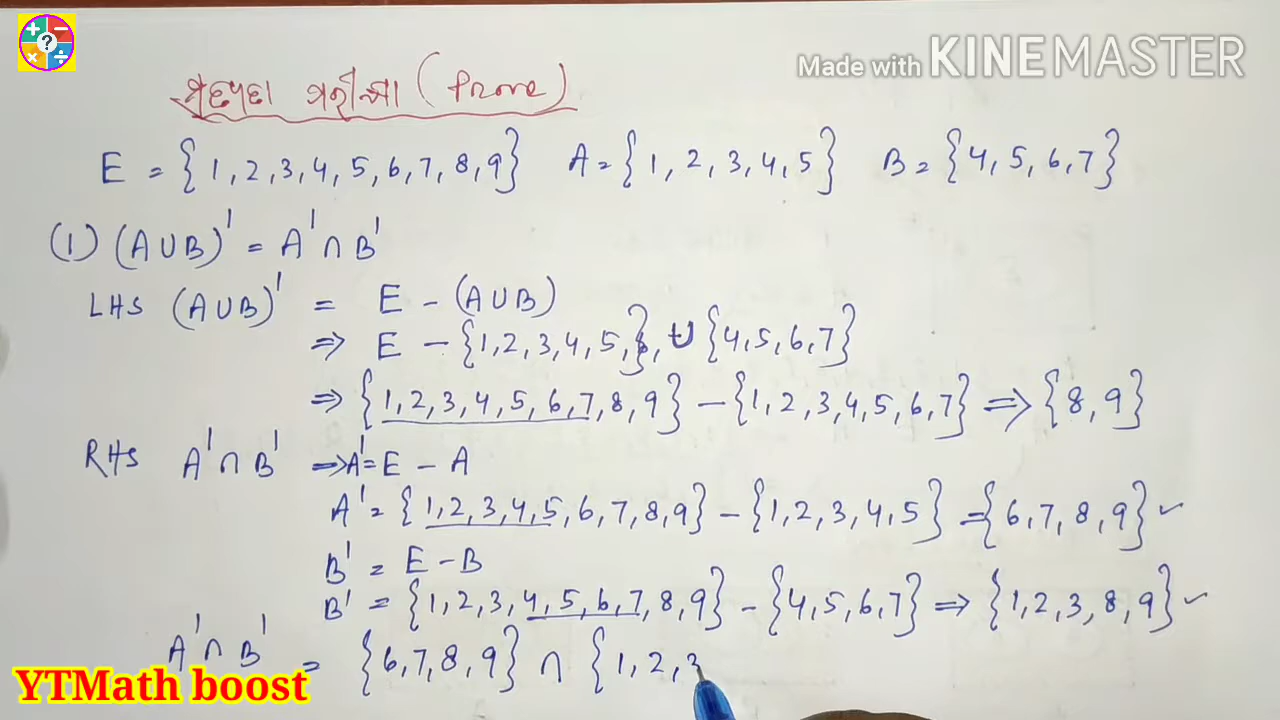 Made with KINEMASTER
(Prove)
E = {1, 2, 3, 4, 5, 6, 7, 8, 9} A = {1, 2, 3, 4, 5} B = {4, 5, 6, 7}
(1) (A∪B)' = A' ∩ B'
LHS (A∪B)' = E - (A∪B)
⇒ E - {1, 2, 3, 4, 5, }, ∪ {4, 5, 6, 7}
⇒ {1, 2, 3, 4, 5, 6, 7, 8, 9} - {1, 2, 3, 4, 5, 6, 7} ⇒ {8, 9}
RHS A' ∩ B' ⇒ A' = E - A
A' = {1, 2, 3, 4, 5, 6, 7, 8, 9} - {1, 2, 3, 4, 5} = {6, 7, 8, 9} ✓
B' = E - B
B' = {1, 2, 3, 4, 5, 6, 7, 8, 9} - {4, 5, 6, 7} ⇒ {1, 2, 3, 8, 9} ✓
A' ∩ B' = {6, 7, 8, 9} ∩ {1, 2, 3
YTMath boost